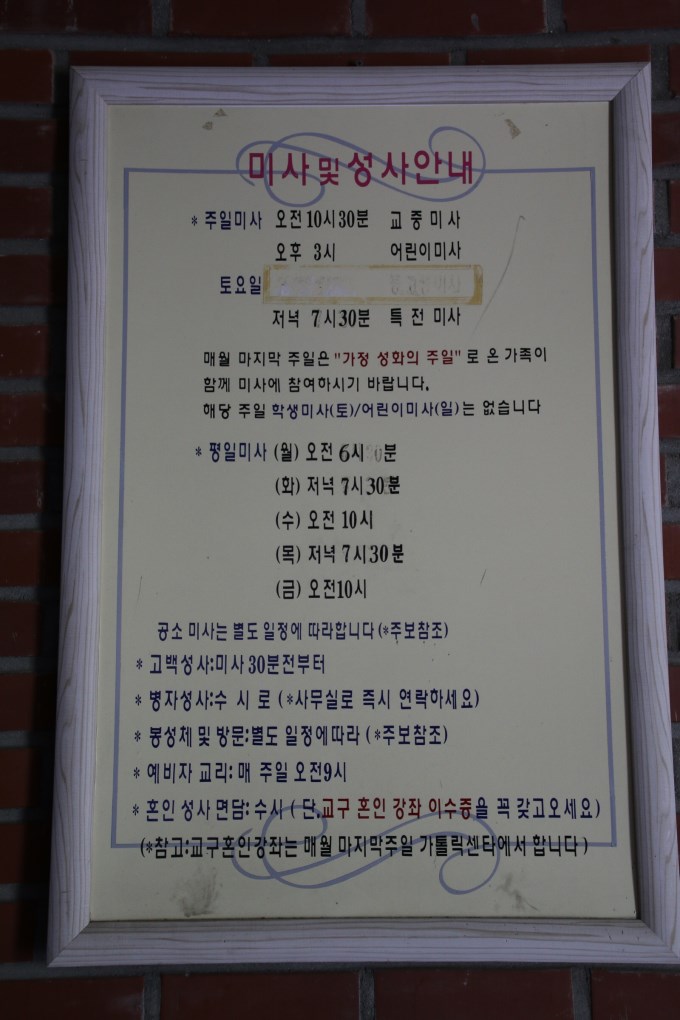 미사 및 성사안내
* 주일미사 오전 10시 30분 교 중 미 사
오후 3시 어린이미사
토요일
저녁 7시 30분 특 전 미 사
매월 마지막 주일은 "가정 성화의 주일" 로 온 가족이
함께 미사에 참여하시기 바랍니다.
해당 주일 학생미사(토)/어린이미사(일)는 없습니다
* 평일미사 (월) 오전 6시 분
(화) 저녁 7시 30분
(수) 오전 10시
(목) 저녁 7시 30분
(금) 오전10시
공소 미사는 별도 일정에 따라합니다 (*주보참조)
* 고백성사:미사 30분전부터
* 병자성사:수 시 로 (*사무실로 즉시 연락하세요)
* 봉성체 및 방문:별도 일정에따라 (*주보참조)
* 예비자 교리: 매 주일 오전9시
* 혼인 성사 면담: 수시 ( 단.교구 혼인 강좌 이수증을 꼭 갖고오세요)
(*참고:교구혼인강좌는 매월 마지막주일 가톨릭센타에서 합니다 )